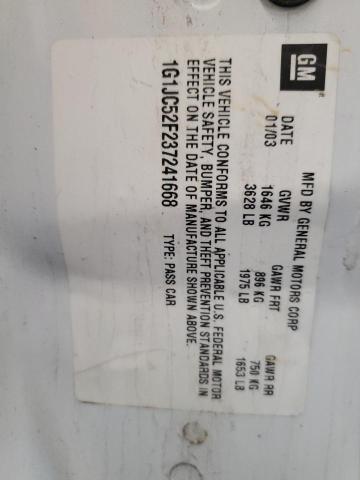 GM
MFD BY GENERAL MOTORS CORP
DATE GVWR GAWR FRT GAWR RR
01/03 1646 KG 896 KG 750 KG
3628 LB 1975 LB 1653 LB
THIS VEHICLE CONFORMS TO ALL APPLICABLE U.S. FEDERAL MOTOR
VEHICLE SAFETY, BUMPER, AND THEFT PREVENTION STANDARDS IN
EFFECT ON THE DATE OF MANUFACTURE SHOWN ABOVE.
1G1JC52F237241668 TYPE: PASS CAR